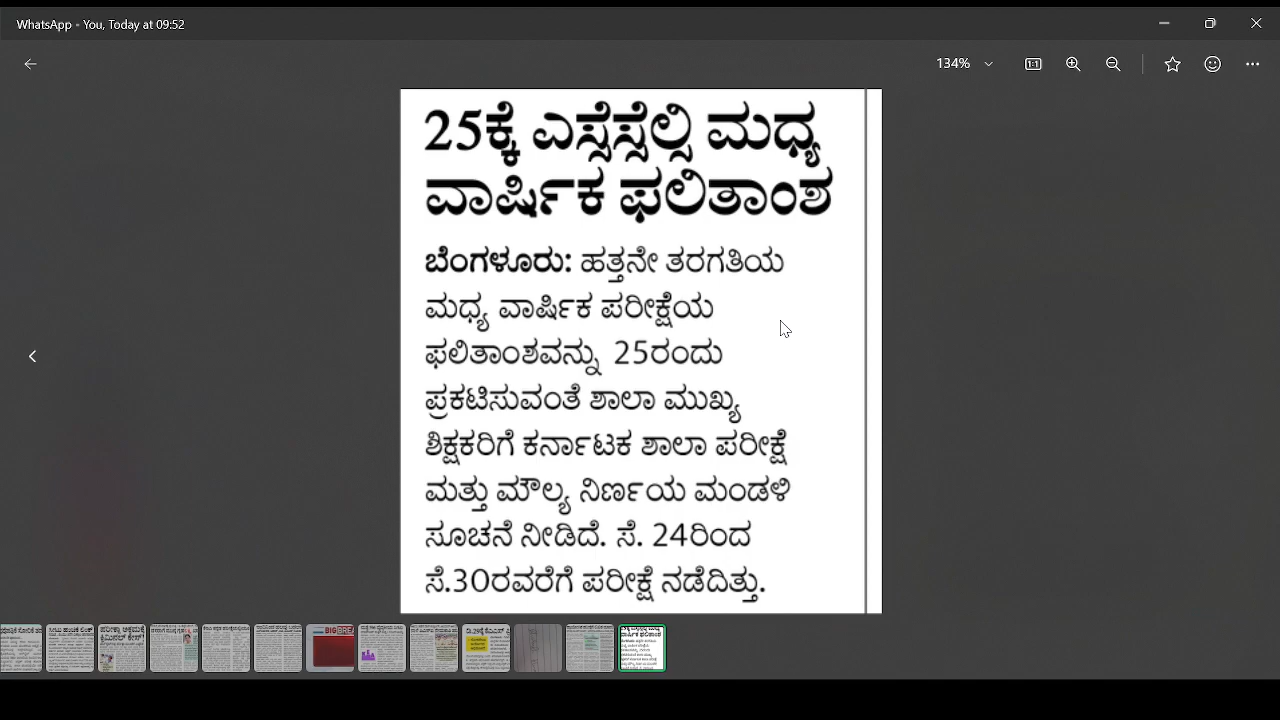 WhatsApp - You, Today at 09:52
134%
25ಕ್ಕೆ ಎಸ್ಸೆಸ್ಸೆಲ್ಸಿ ಮಧ್ಯ
ವಾರ್ಷಿಕ ಫಲಿತಾಂಶ
ಬೆಂಗಳೂರು: ಹತ್ತನೇ ತರಗತಿಯ
ಮಧ್ಯ ವಾರ್ಷಿಕ ಪರೀಕ್ಷೆಯ
ಫಲಿತಾಂಶವನ್ನು 25ರಂದು
ಪ್ರಕಟಿಸುವಂತೆ ಶಾಲಾ ಮುಖ್ಯ
ಶಿಕ್ಷಕರಿಗೆ ಕರ್ನಾಟಕ ಶಾಲಾ ಪರೀಕ್ಷೆ
ಮತ್ತು ಮೌಲ್ಯ ನಿರ್ಣಯ ಮಂಡಳಿ
ಸೂಚನೆ ನೀಡಿದೆ. ಸೆ. 24ರಿಂದ
ಸೆ.30ರವರೆಗೆ ಪರೀಕ್ಷೆ ನಡೆದಿತ್ತು.